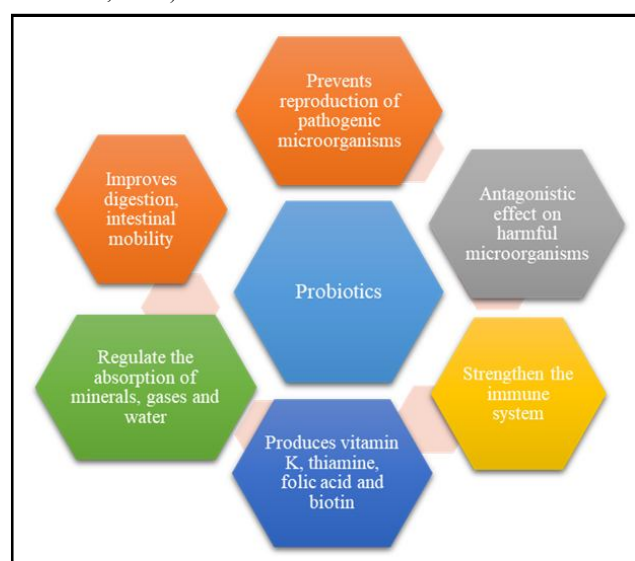 Prevents
reproduction of
pathogenic
microorganisms
Improves
digestion,
intestinal
mobility
Antagonistic
effect on
harmful
microorganisms
Probiotics
Regulate the
absorption of
minerals, gases and
water
Strengthen the
immune
system
Produces vitamin
K, thiamine,
folic acid and
biotin